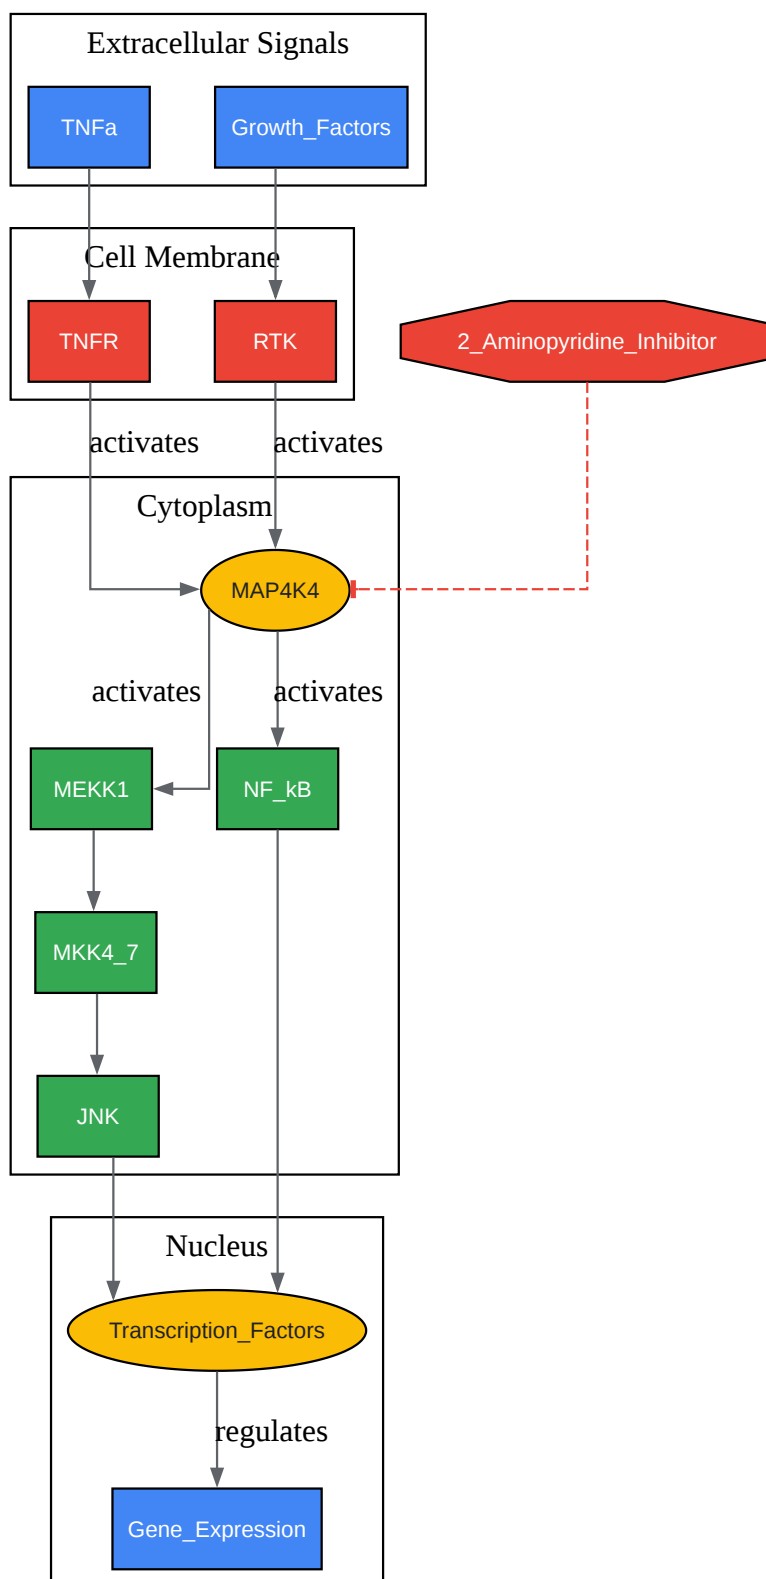 Extracellular Signals
TNFa
Growth_Factors
Cell Membrane
TNFR
RTK
2_Aminopyridine_Inhibitor
activates
activates
Cytoplasm
MAP4K4
activates
activates
MEKK1
NF_kB
MKK4_7
JNK
Nucleus
Transcription_Factors
regulates
Gene_Expression